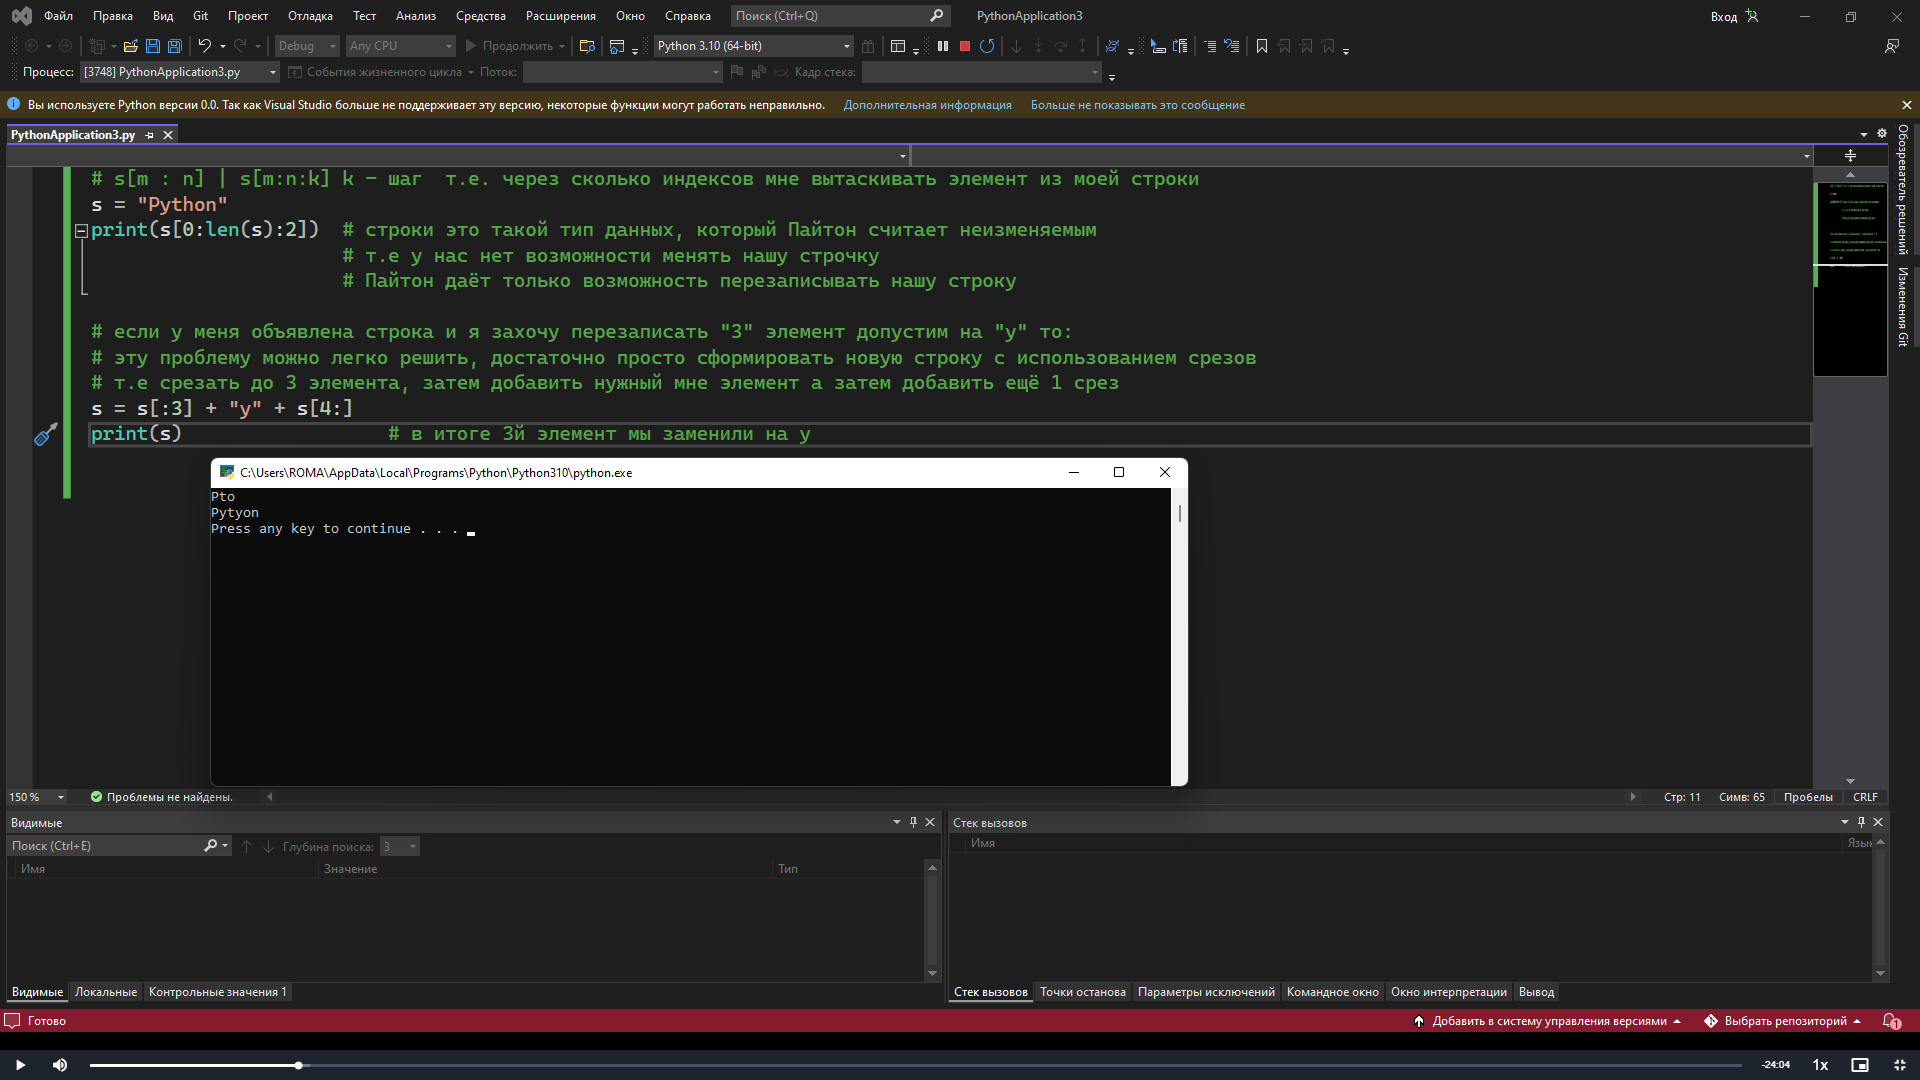 Файл Правка Вид Git Проект Отладка Тест Анализ Средства Расширения Окно Справка Поиск (Ctrl+Q) PythonApplication3 Вход
Debug Any CPU Продолжить Python 3.10 (64-bit)
Процесс: [3748] PythonApplication3.py События жизненного цикла Поток: Кадр стека:
Вы используете Python версии 0.0. Так как Visual Studio больше не поддерживает эту версию, некоторые функции могут работать неправильно. Дополнительная информация Больше не показывать это сообщение
PythonApplication3.py
# s[m : n] | s[m:n:k] k - шаг т.е. через сколько индексов мне вытаскивать элемент из моей строки
s = "Python"
print(s[0:len(s):2]) # строки это такой тип данных, который Пайтон считает неизменяемым
# т.е у нас нет возможности менять нашу строчку
# Пайтон даёт только возможность перезаписывать нашу строку
# если у меня объявлена строка и я захочу перезаписать "3" элемент допустим на "y" то:
# эту проблему можно легко решить, достаточно просто сформировать новую строку с использованием срезов
# т.е срезать до 3 элемента, затем добавить нужный мне элемент а затем добавить ещё 1 срез
s = s[:3] + "y" + s[4:]
print(s) # в итоге 3й элемент мы заменили на y
C:\Users\ROMA\AppData\Local\Programs\Python\Python310\python.exe
Pto
Pytyon
Press any key to continue . . .
Обозреватель решений
Изменения Git
150 % Проблемы не найдены. Стр: 11 Симв: 65 Пробелы CRLF
Видимые
Поиск (Ctrl+E) Глубина поиска: 3
Имя Значение Тип
Видимые Локальные Контрольные значения 1
Стек вызовов
Имя Язык
Стек вызовов Точки останова Параметры исключений Командное окно Окно интерпретации Вывод
Готово Добавить в систему управления версиями Выбрать репозиторий 1
-24:04 1x